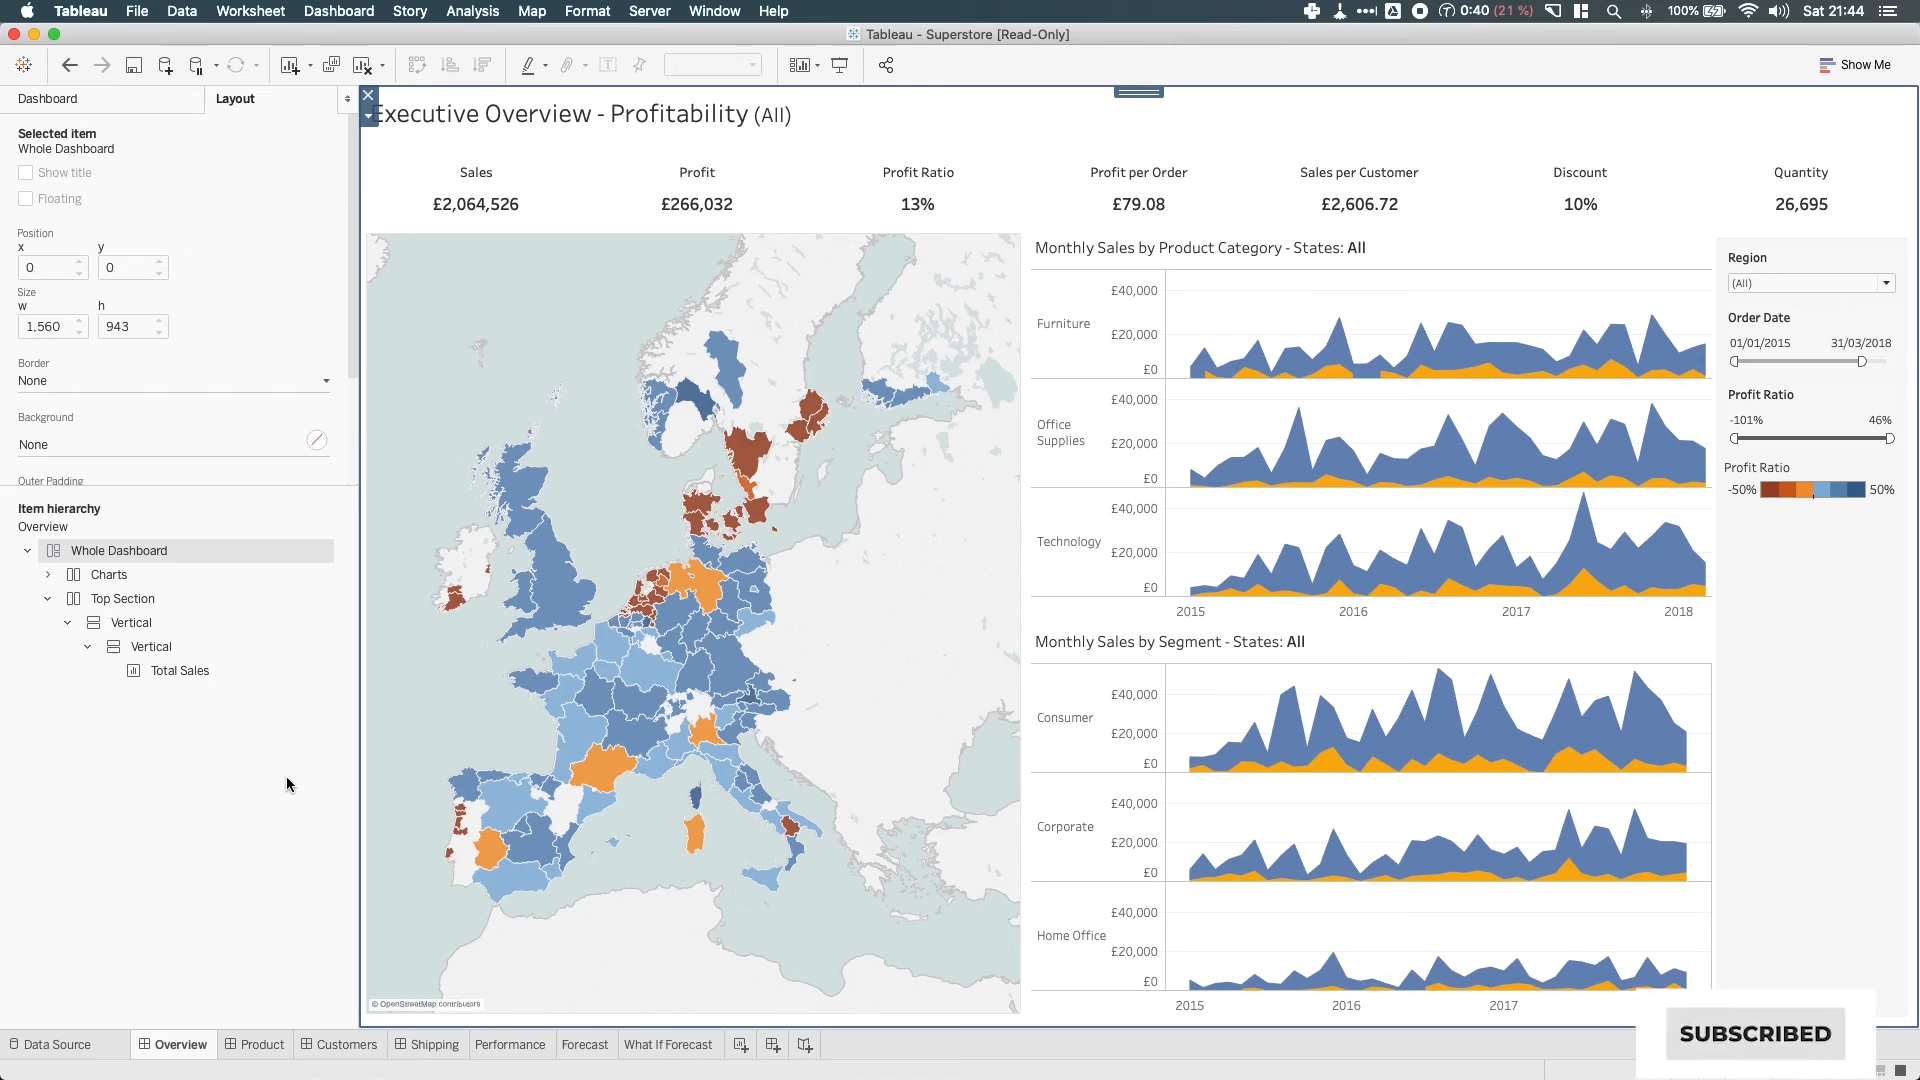 Tableau File Data Worksheet Dashboard Story Analysis Map Format Server Window Help 0:40 (21 %) 100% Sat 21:44
Tableau - Superstore [Read-Only]
Show Me
Dashboard Layout
Selected item
Whole Dashboard
Show title
Floating
Position
x y
0 0
Size
w h
1,560 943
Border
None
Background
None
Outer Padding
Item hierarchy
Overview
Whole Dashboard
Charts
Top Section
Vertical
Vertical
Total Sales
Executive Overview - Profitability (All)
Sales Profit Profit Ratio Profit per Order Sales per Customer Discount Quantity
£2,064,526 £266,032 13% £79.08 £2,606.72 10% 26,695
© OpenStreetMap contributors
Monthly Sales by Product Category - States: All
Furniture
£40,000
£20,000
£0
Office
Supplies
£40,000
£20,000
£0
Technology
£40,000
£20,000
£0
2015 2016 2017 2018
Monthly Sales by Segment - States: All
Consumer
£40,000
£20,000
£0
Corporate
£40,000
£20,000
£0
Home Office
£40,000
£20,000
£0
2015 2016 2017
Region
(All)
Order Date
01/01/2015 31/03/2018
Profit Ratio
-101% 46%
Profit Ratio
-50% 50%
Data Source Overview Product Customers Shipping Performance Forecast What If Forecast
SUBSCRIBED